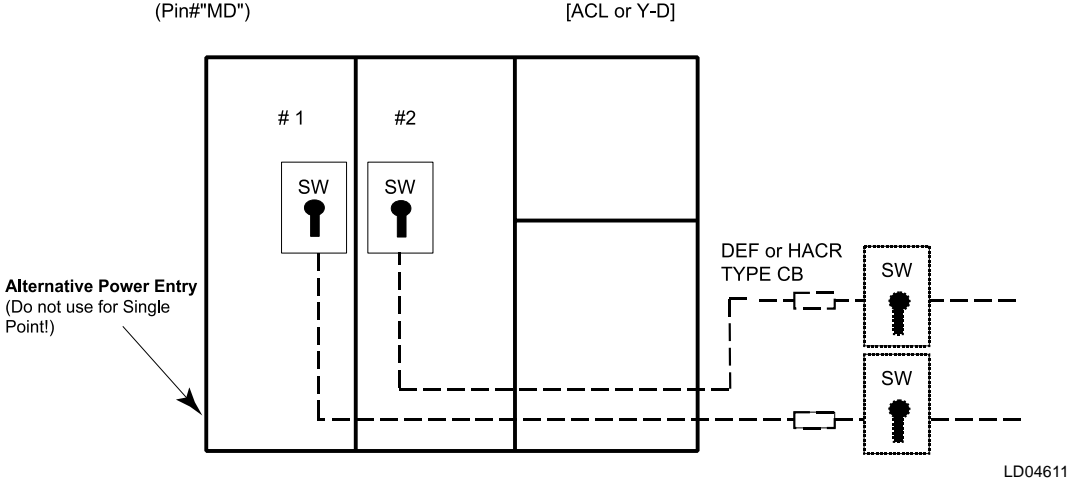 (Pin#"MD")
[ACL or Y-D]
# 1
#2
SW
SW
DEF or HACR
TYPE CB
SW
SW
Alternative Power Entry
(Do not use for Single
Point!)
LD04611